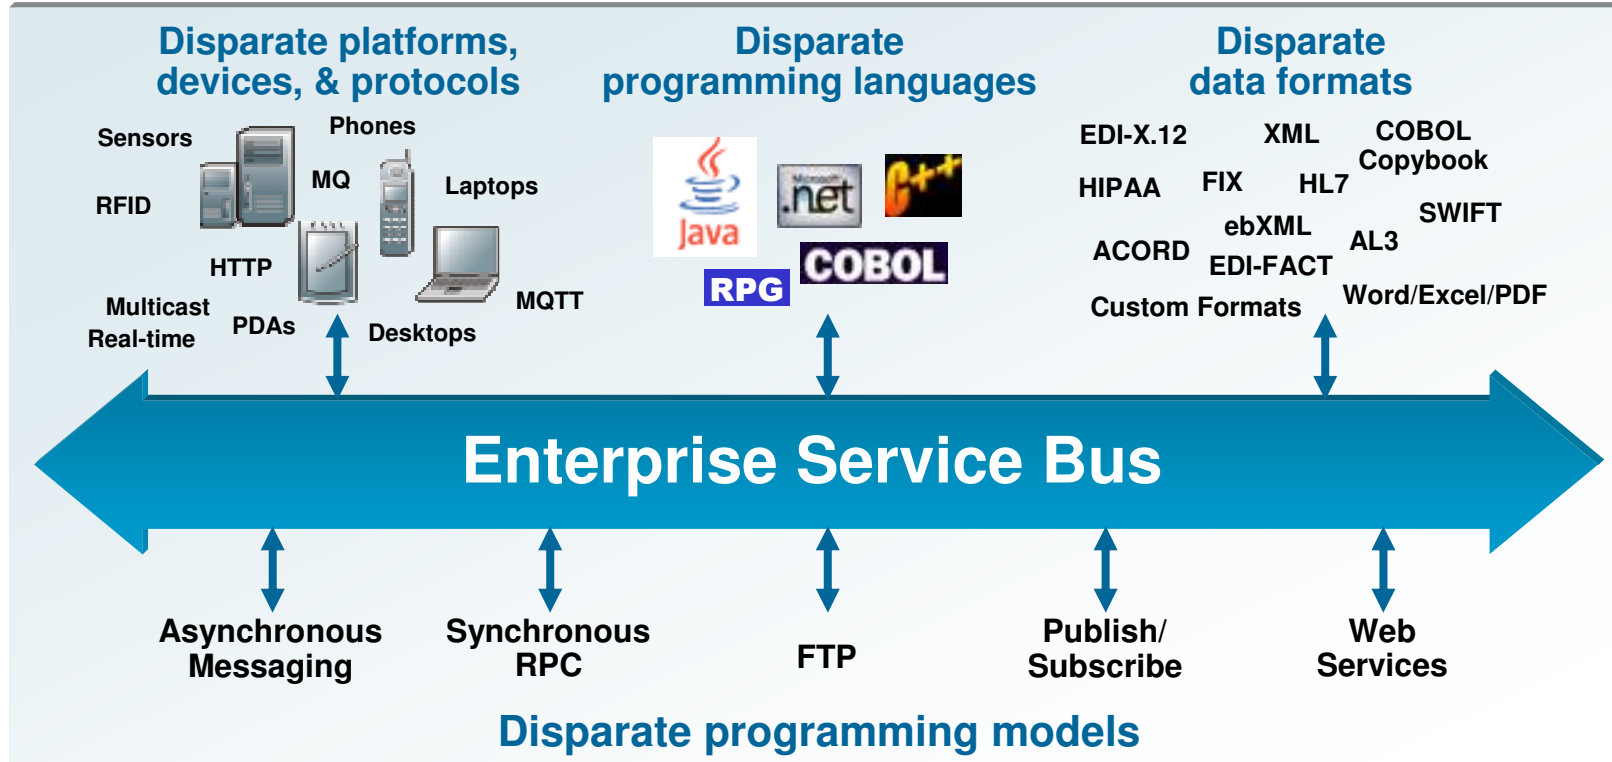 Disparate platforms,
devices, & protocols
Sensors
Phones
MQ
Laptops
RFID
HTTP
MQTT
Multicast
Real-time
PDAs
Desktops
Disparate
programming languages
Java
Microsoft
.net
C++
COBOL
RPG
Disparate
data formats
EDI-X.12
XML
COBOL
Copybook
HIPAA
FIX
HL7
SWIFT
ebXML
ACORD
AL3
EDI-FACT
Custom Formats
Word/Excel/PDF
Enterprise Service Bus
Asynchronous
Messaging
Synchronous
RPC
FTP
Publish/
Subscribe
Web
Services
Disparate programming models